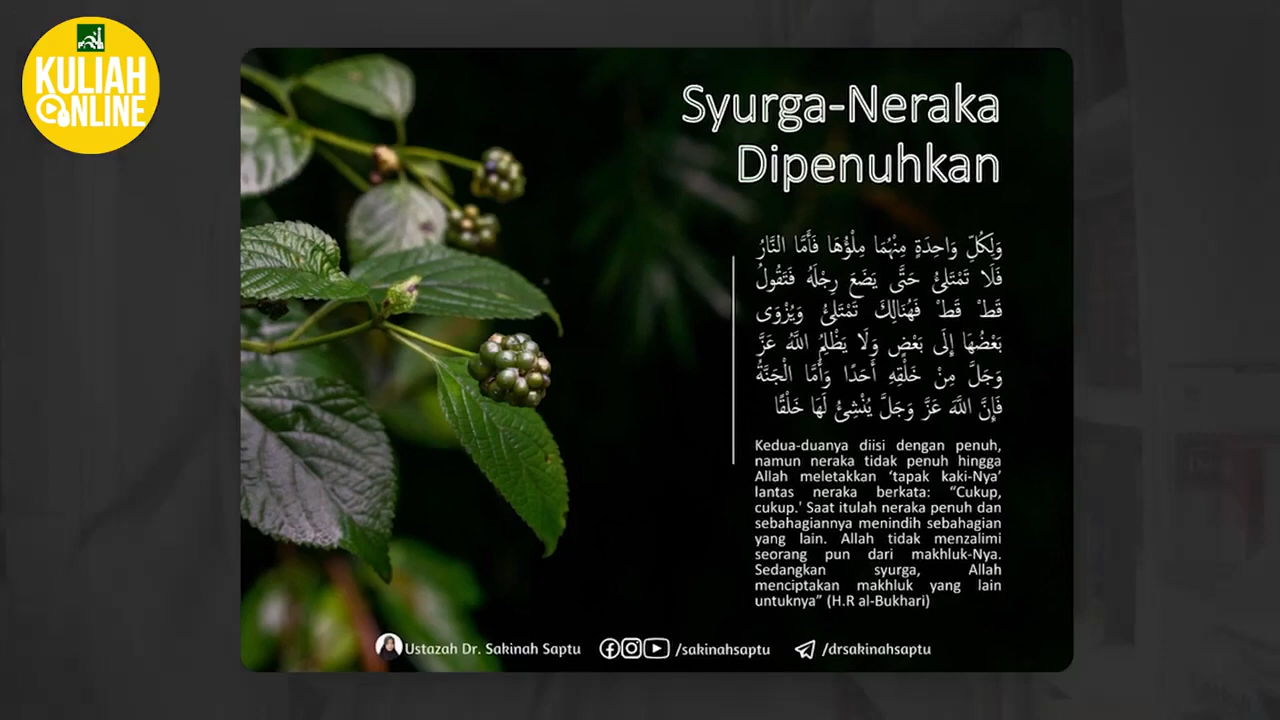 KULIAH
ONLINE
Syurga-Neraka
Dipenuhkan
وَلِكُلِّ وَاحِدَةٍ مِنْهُمَا مِلْؤُهَا فَأَمَّا النَّارُ
فَلَا تَمْتَلِئُ حَتَّى يَضَعَ رِجْلَهُ فَتَقُولُ
قَطْ قَطْ فَهُنَالِكَ تَمْتَلِئُ وَيُزْوَى
بَعْضُهَا إِلَى بَعْضٍ وَلَا يَظْلِمُ اللَّهُ عَزَّ
وَجَلَّ مِنْ خَلْقِهِ أَحَدًا وَأَمَّا الْجَنَّةُ
فَإِنَّ اللَّهَ عَزَّ وَجَلَّ يُنْشِئُ لَهَا خَلْقًا
Kedua-duanya diisi dengan penuh,
namun neraka tidak penuh hingga
Allah meletakkan ‘tapak kaki-Nya’
lantas neraka berkata: “Cukup,
cukup.' Saat itulah neraka penuh dan
sebahagiannya menindih sebahagian
yang lain. Allah tidak menzalimi
seorang pun dari makhluk-Nya.
Sedangkan syurga, Allah
menciptakan makhluk yang lain
untuknya” (H.R al-Bukhari)
Ustazah Dr. Sakinah Saptu /sakinahsaptu /drsakinahsaptu